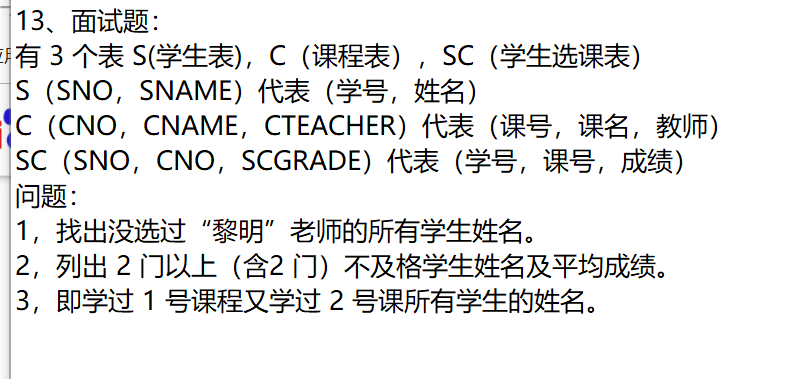 13、面试题：
有 3 个表 S(学生表)，C（课程表），SC（学生选课表）
S（SNO，SNAME）代表（学号，姓名）
C（CNO，CNAME，CTEACHER）代表（课号，课名，教师）
SC（SNO，CNO，SCGRADE）代表（学号，课号，成绩）
问题：
1，找出没选过“黎明”老师的所有学生姓名。
2，列出 2 门以上（含2 门）不及格学生姓名及平均成绩。
3，即学过 1 号课程又学过 2 号课所有学生的姓名。